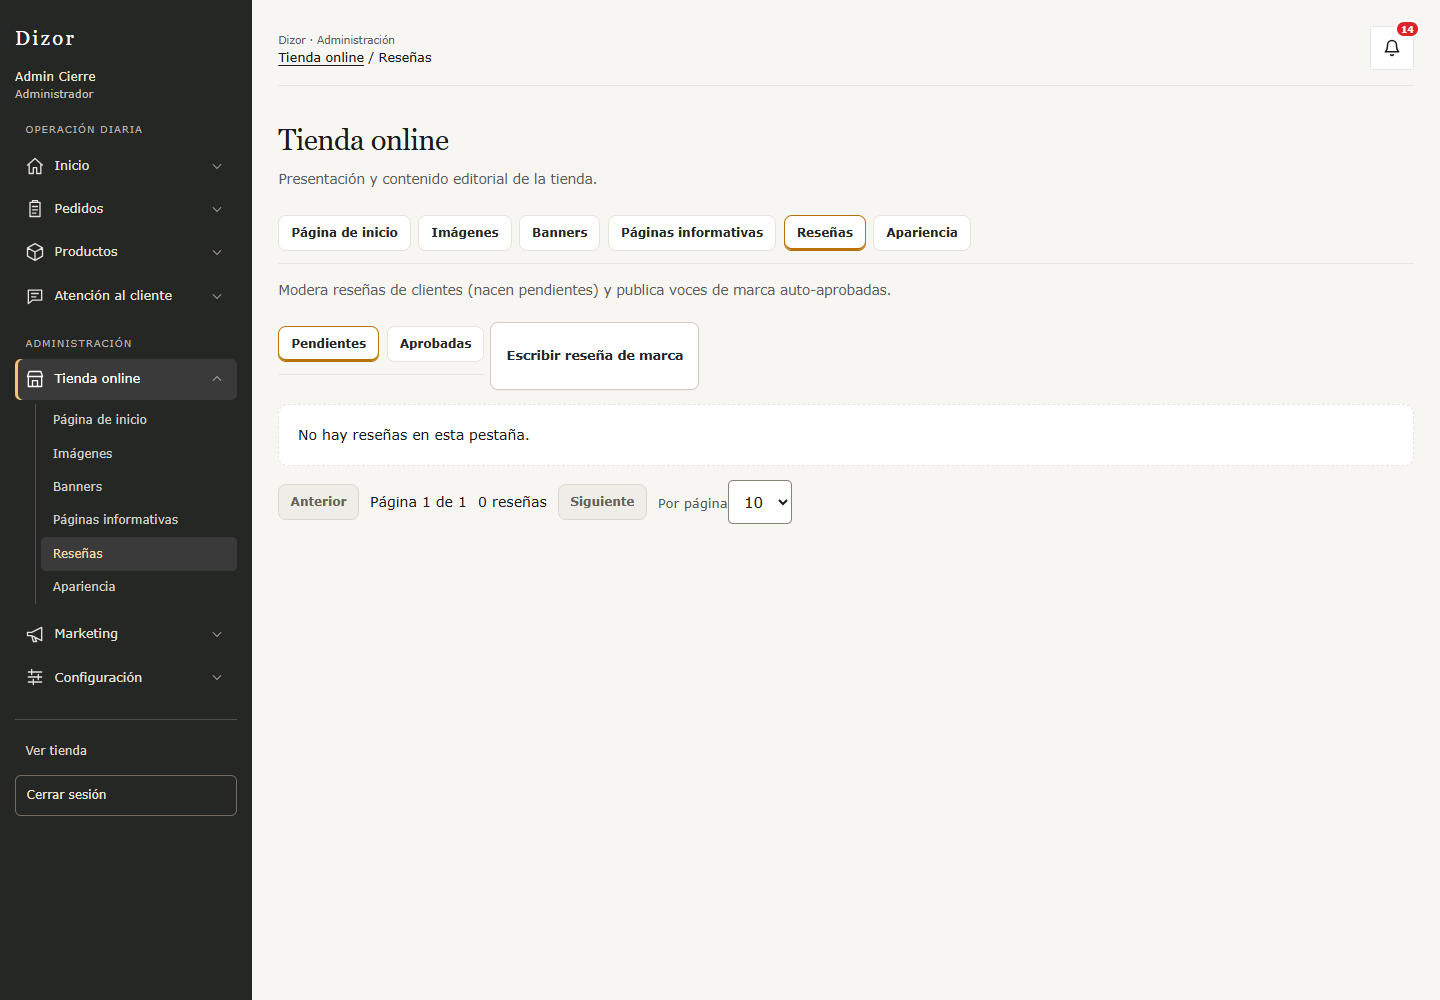 Dizor
Admin Cierre
Administrador
OPERACIÓN DIARIA
Inicio
Pedidos
Productos
Atención al cliente
ADMINISTRACIÓN
Tienda online
Página de inicio
Imágenes
Banners
Páginas informativas
Reseñas
Apariencia
Marketing
Configuración
Ver tienda
Cerrar sesión
Dizor · Administración
Tienda online / Reseñas
14
Tienda online
Presentación y contenido editorial de la tienda.
Página de inicio Imágenes Banners Páginas informativas Reseñas Apariencia
Modera reseñas de clientes (nacen pendientes) y publica voces de marca auto-aprobadas.
Pendientes Aprobadas Escribir reseña de marca
No hay reseñas en esta pestaña.
Anterior Página 1 de 1 0 reseñas Siguiente Por página 10